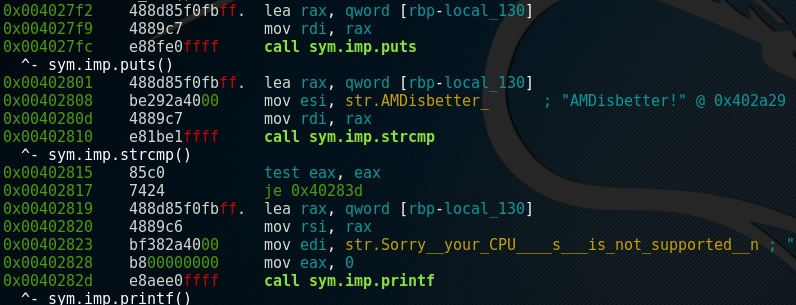 0x004027f2 488d85f0fbff. lea rax, qword [rbp-local_130]
0x004027f9 4889c7 mov rdi, rax
0x004027fc e88fe0ffff call sym.imp.puts
^- sym.imp.puts()
0x00402801 488d85f0fbff. lea rax, qword [rbp-local_130]
0x00402808 be292a4000 mov esi, str.AMDisbetter_ ; "AMDisbetter!" @ 0x402a29
0x0040280d 4889c7 mov rdi, rax
0x00402810 e81be1ffff call sym.imp.strcmp
^- sym.imp.strcmp()
0x00402815 85c0 test eax, eax
0x00402817 7424 je 0x40283d
0x00402819 488d85f0fbff. lea rax, qword [rbp-local_130]
0x00402820 4889c6 mov rsi, rax
0x00402823 bf382a4000 mov edi, str.Sorry__your_CPU____s___is_not_supported__n ; "
0x00402828 b800000000 mov eax, 0
0x0040282d e8aee0ffff call sym.imp.printf
^- sym.imp.printf()